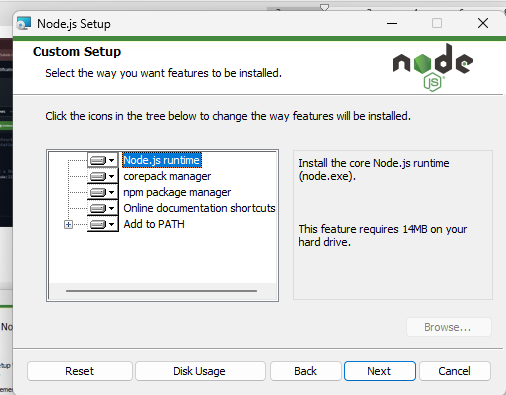 Node.js Setup
Custom Setup
Select the way you want features to be installed.
node
JS
Click the icons in the tree below to change the way features will be installed.
Node.js runtime
corepack manager
npm package manager
Online documentation shortcuts
Add to PATH
Install the core Node.js runtime
(node.exe).
This feature requires 14MB on your
hard drive.
Browse...
Reset
Disk Usage
Back
Next
Cancel